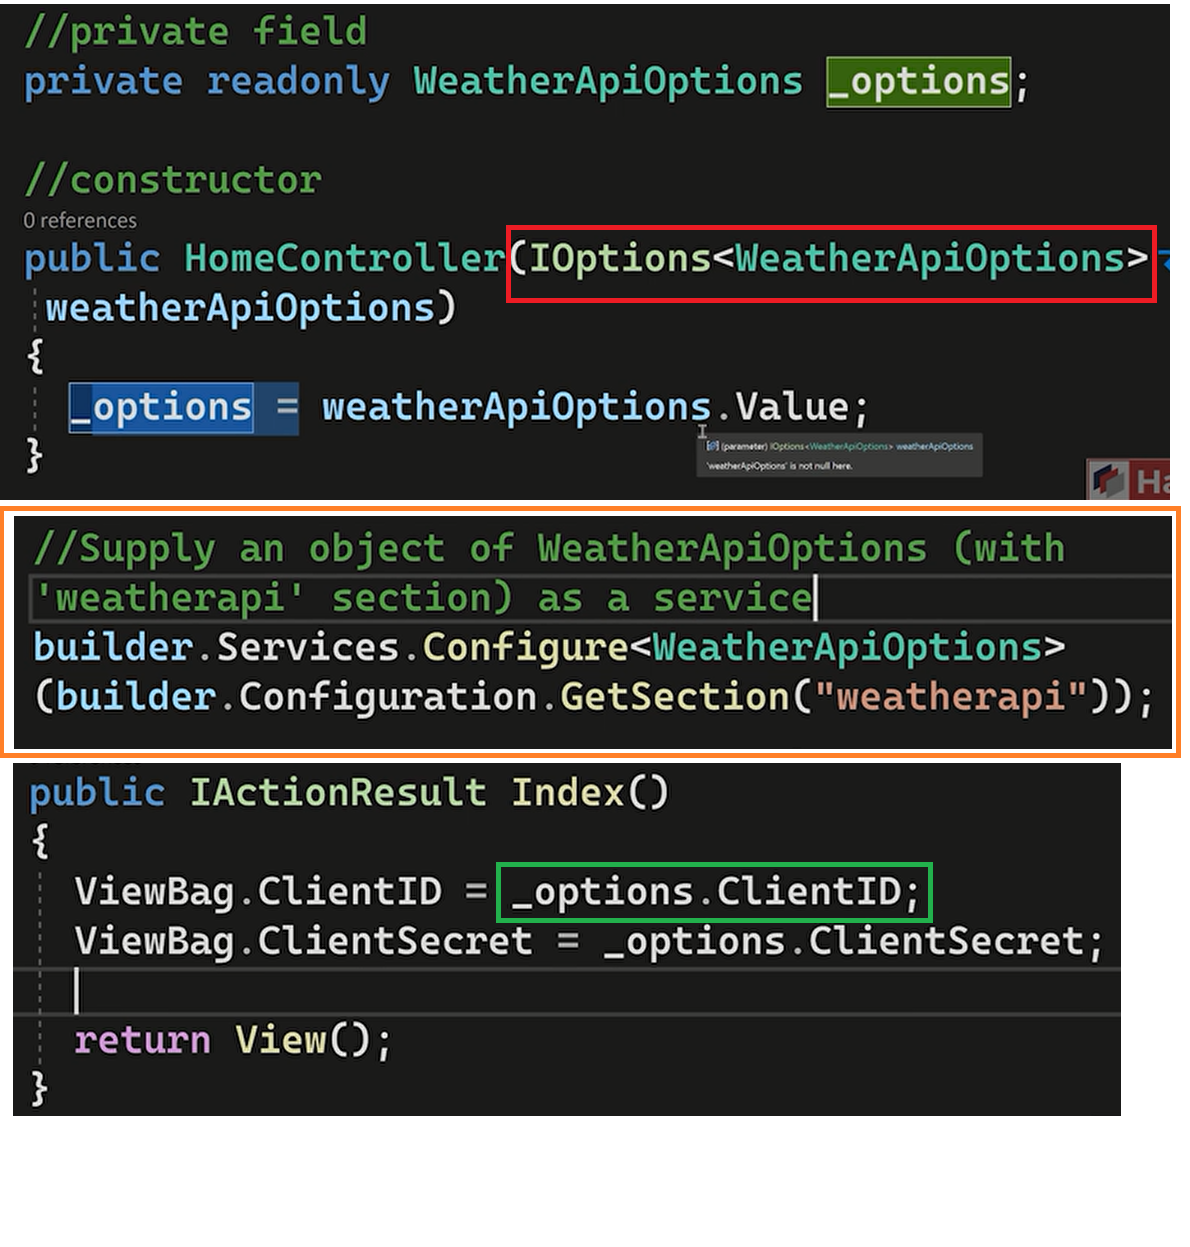 //private field
private readonly WeatherApiOptions _options;
//constructor
0 references
public HomeController(IOptions<WeatherApiOptions>
weatherApiOptions)
{
_options = weatherApiOptions.Value;
(parameter) IOptions<WeatherApiOptions> weatherApiOptions
'weatherApiOptions' is not null here.
}
Ha
//Supply an object of WeatherApiOptions (with
'weatherapi' section) as a service
builder.Services.Configure<WeatherApiOptions>
(builder.Configuration.GetSection("weatherapi"));
public IActionResult Index()
{
ViewBag.ClientID = _options.ClientID;
ViewBag.ClientSecret = _options.ClientSecret;
return View();
}